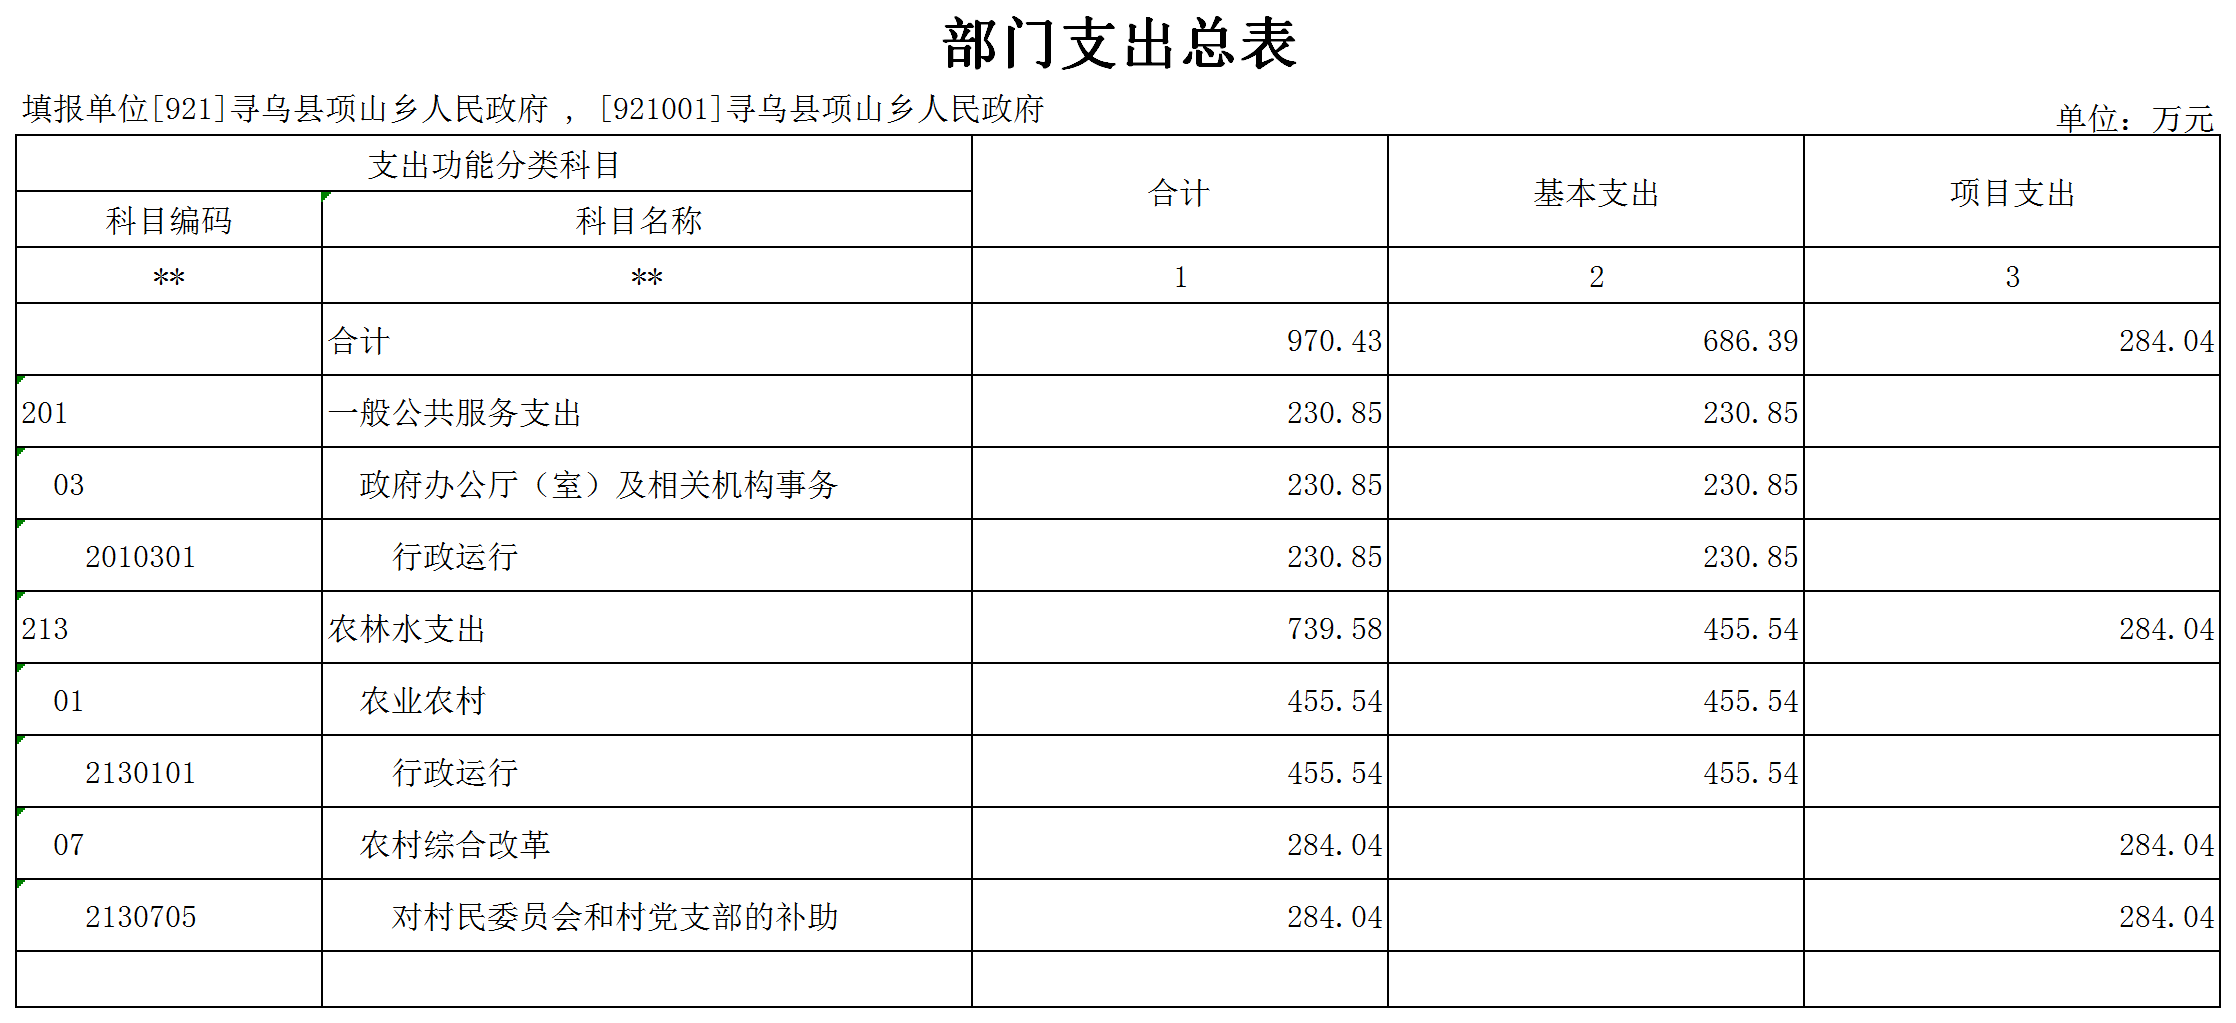 部门支出总表
填报单位[921]寻乌县项山乡人民政府 , [921001]寻乌县项山乡人民政府
单位：万元
支出功能分类科目 合计 基本支出 项目支出
科目编码 科目名称
** ** 1 2 3
合计 970.43 686.39 284.04
201 一般公共服务支出 230.85 230.85
03 政府办公厅（室）及相关机构事务 230.85 230.85
2010301 行政运行 230.85 230.85
213 农林水支出 739.58 455.54 284.04
01 农业农村 455.54 455.54
2130101 行政运行 455.54 455.54
07 农村综合改革 284.04 284.04
2130705 对村民委员会和村党支部的补助 284.04 284.04